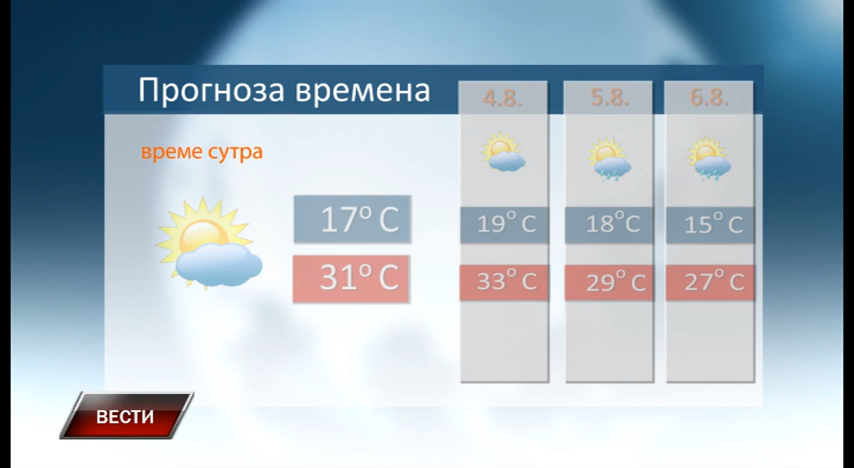 Прогноза времена
4.8.
5.8.
6.8.
време сутра
17° C
31° C
19° C
18°C
15° C
33° C
29° C
27° C
ВЕСТИ